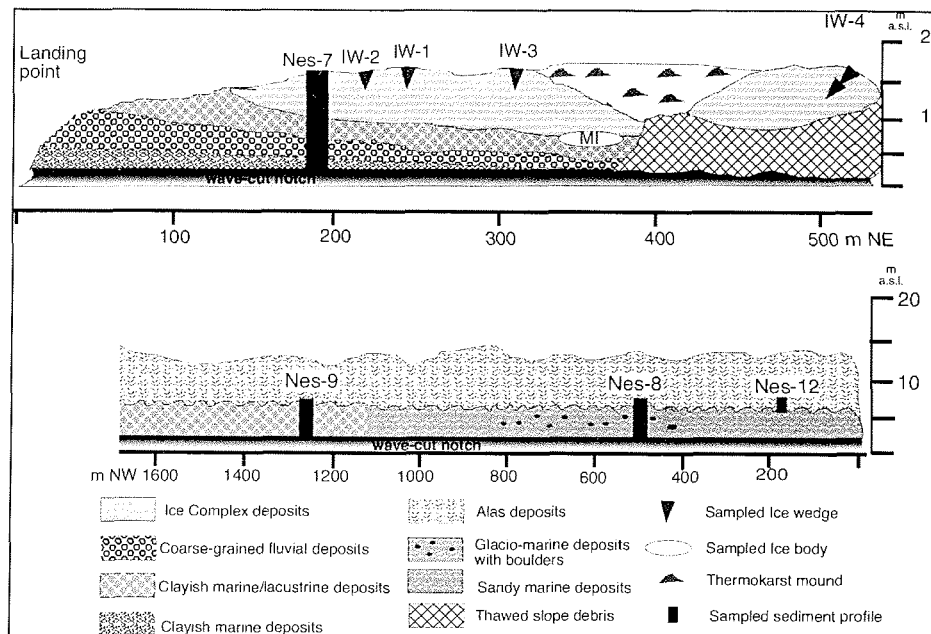 IW-4
m
a.s.l.
Landing
point
Nes-7
IW-2
IW-1
IW-3
2
1
MI
wave-cut notch
100
200
300
400
500 m NE
m
a.s.l.
20
10
Nes-9
Nes-8
Nes-12
wave-cut notch
m NW 1600 1400 1200 1000 800 600 400 200 0
Ice Complex deposits
Alas deposits
Sampled Ice wedge
Coarse-grained fluvial deposits
Glacio-marine deposits
with boulders
Sampled Ice body
Clayish marine/lacustrine deposits
Sandy marine deposits
Thermokarst mound
Clayish marine deposits
Thawed slope debris
Sampled sediment profile